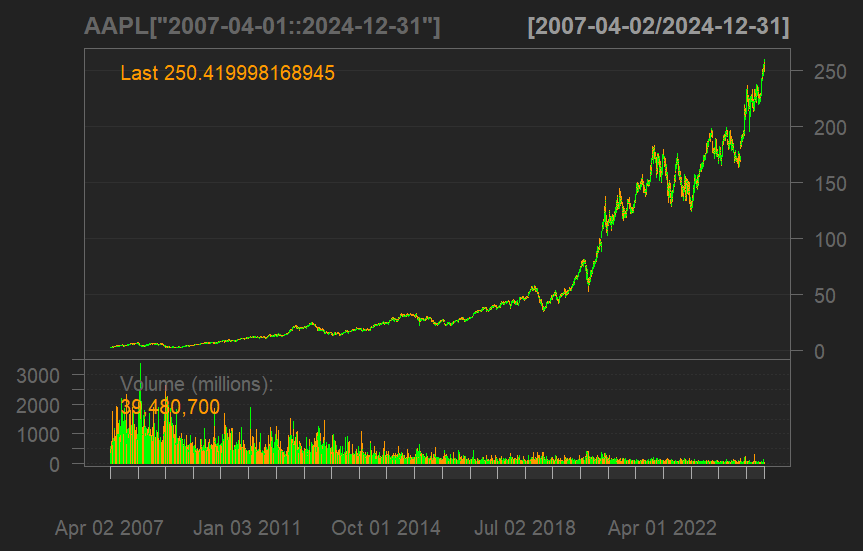 AAPL["2007-04-01::2024-12-31"] [2007-04-02/2024-12-31]
Last 250.419998168945
250
200
150
100
50
0
Volume (millions):
39,480,700
3000
2000
1000
0
Apr 02 2007 Jan 03 2011 Oct 01 2014 Jul 02 2018 Apr 01 2022